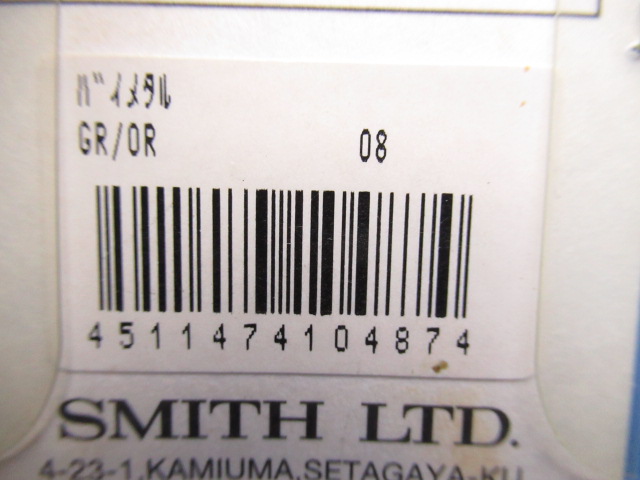 ﾊﾞｲﾒﾀﾙ
GR/OR 08
4511474104874
SMITH LTD.
4-23-1,KAMIUMA,SETAGAYA-KU